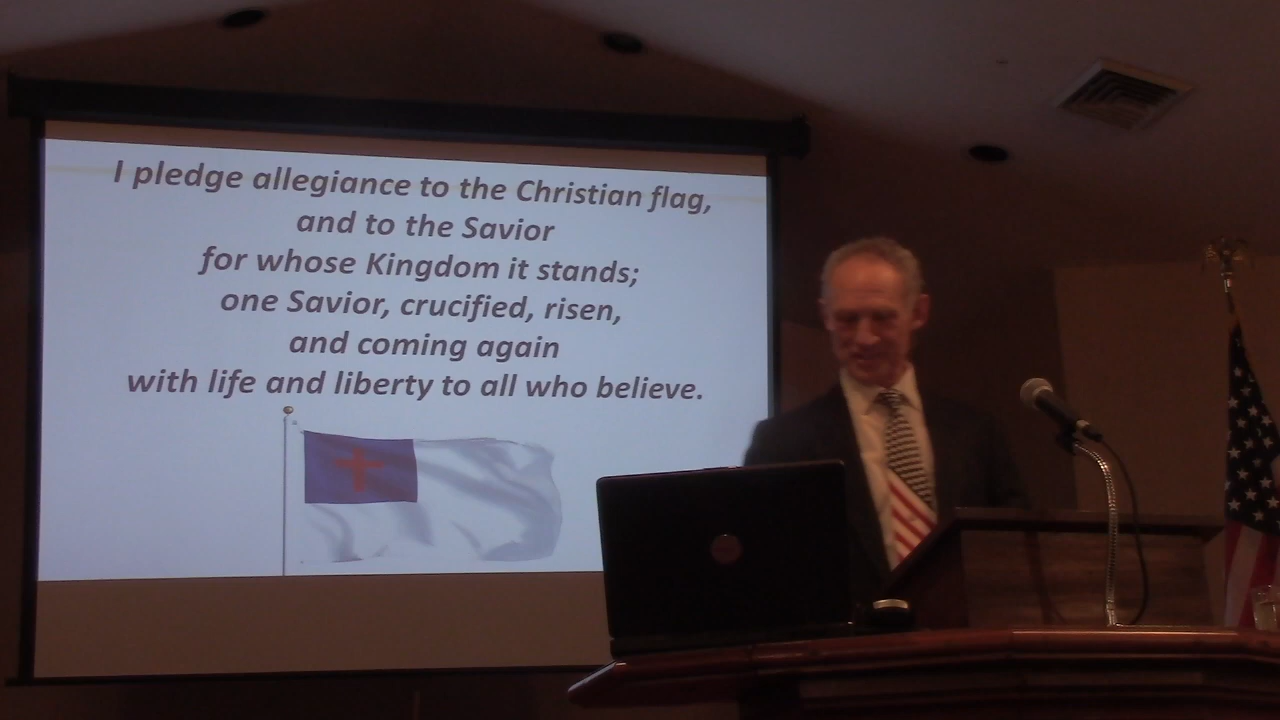 I pledge allegiance to the Christian flag,
and to the Savior
for whose Kingdom it stands;
one Savior, crucified, risen,
and coming again
with life and liberty to all who believe.